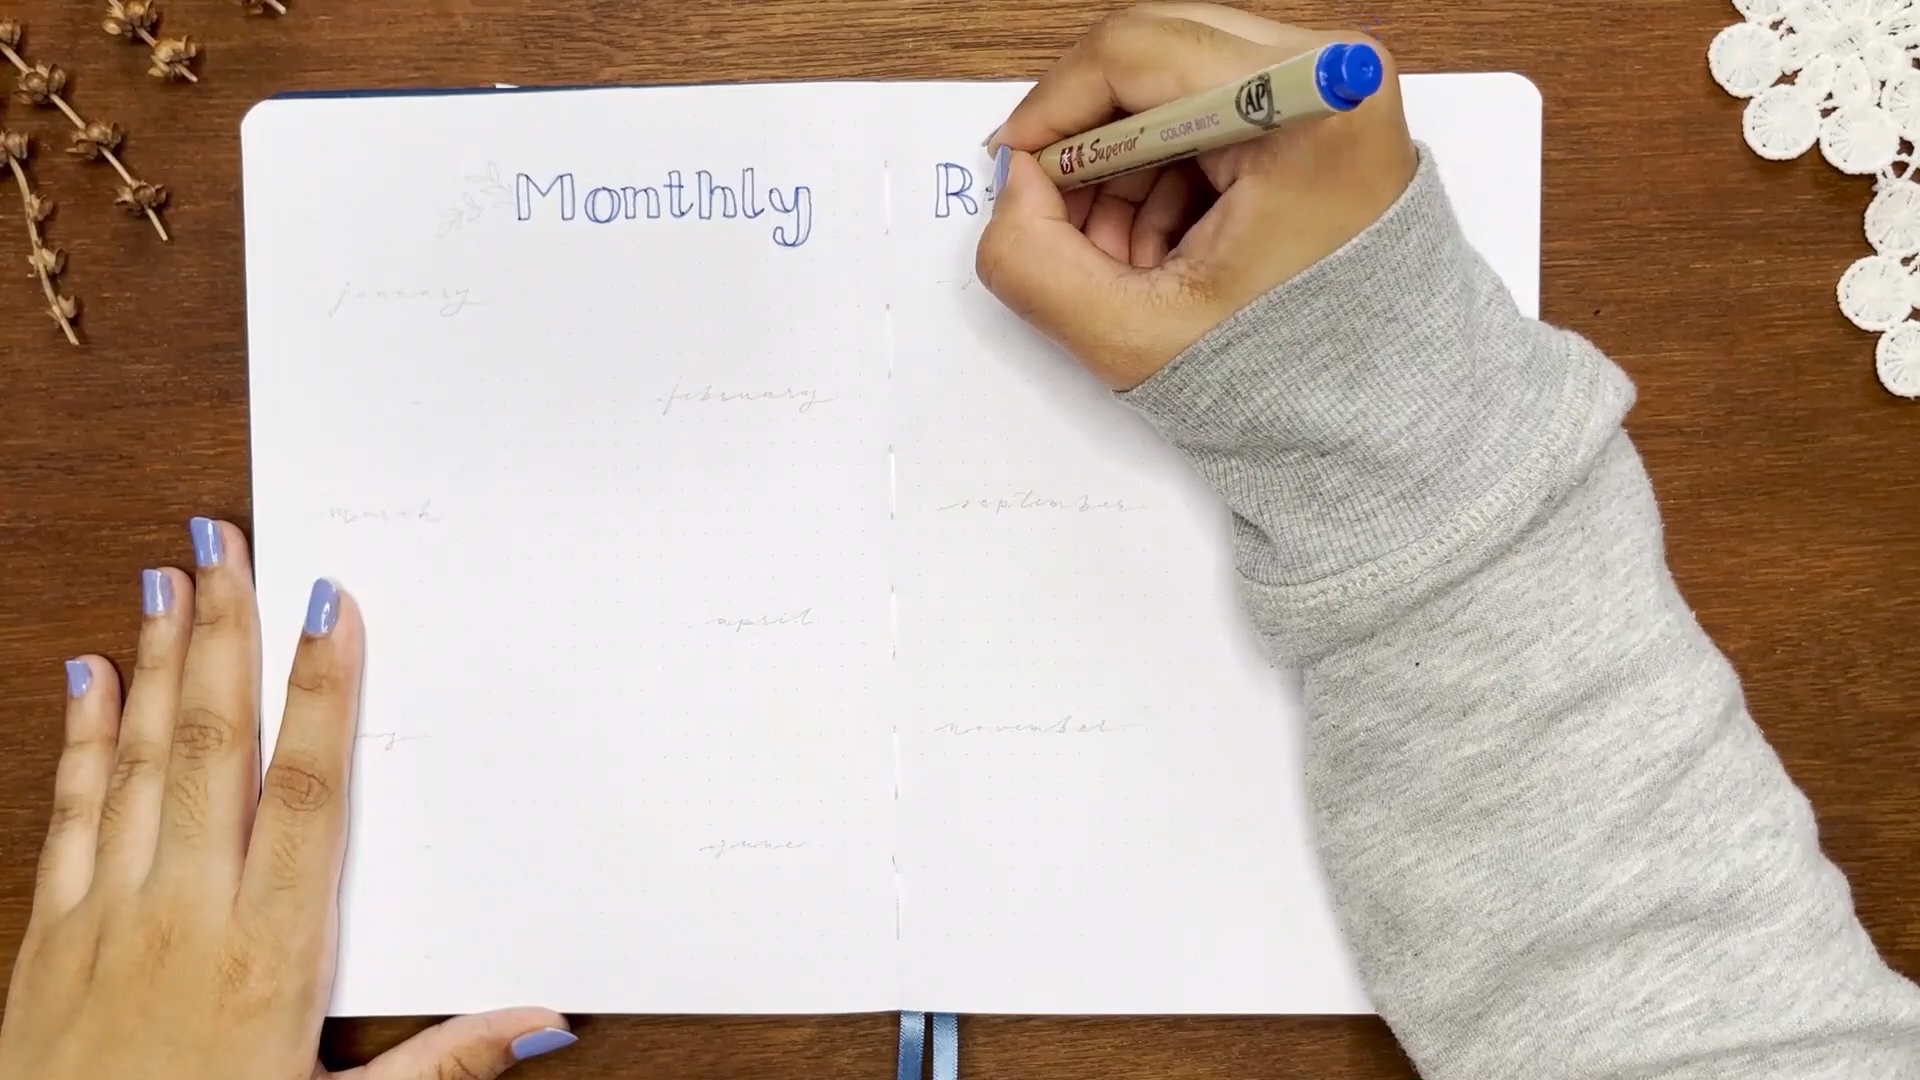 Monthly R
Superior COLOR 807C AP
january
february
march
september
april
november
june